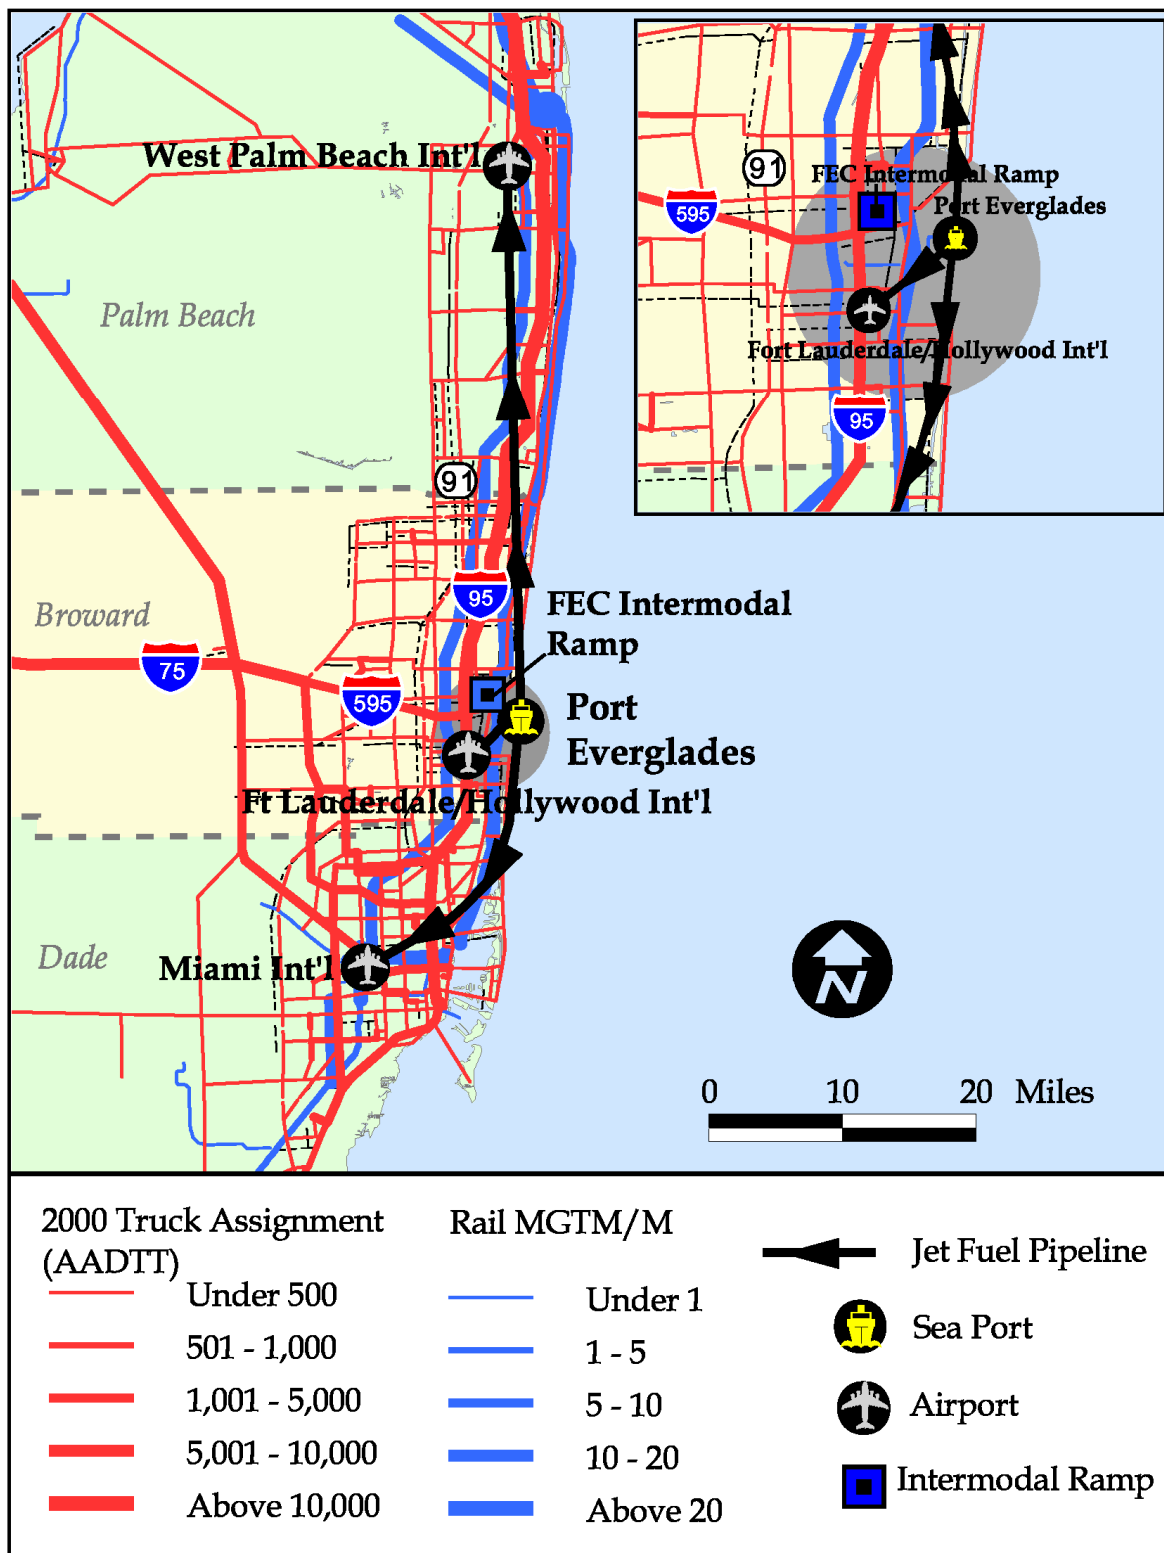 West Palm Beach Int'l
Palm Beach
91
Broward
95
FEC Intermodal
Ramp
75
595
Port
Everglades
Ft Lauderdale/Hollywood Int'l
Dade
Miami Int'l
91
FEC Intermodal Ramp
595
Port Everglades
Fort Lauderdale/Hollywood Int'l
95
N
0 10 20 Miles
2000 Truck Assignment
(AADTT)
Under 500
501 - 1,000
1,001 - 5,000
5,001 - 10,000
Above 10,000
Rail MGTM/M
Under 1
1 - 5
5 - 10
10 - 20
Above 20
Jet Fuel Pipeline
Sea Port
Airport
Intermodal Ramp